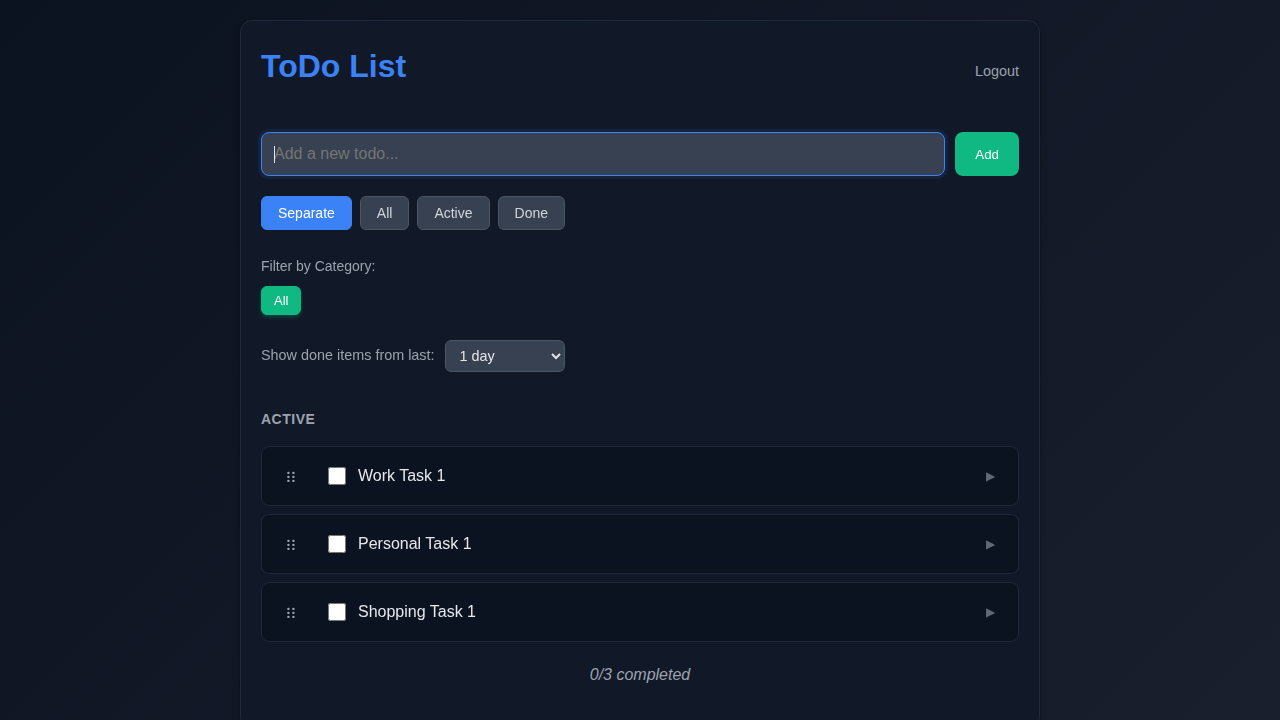 ToDo List
Logout
Add a new todo...
Add
Separate
All
Active
Done
Filter by Category:
All
Show done items from last:
1 day
ACTIVE
Work Task 1
Personal Task 1
Shopping Task 1
0/3 completed